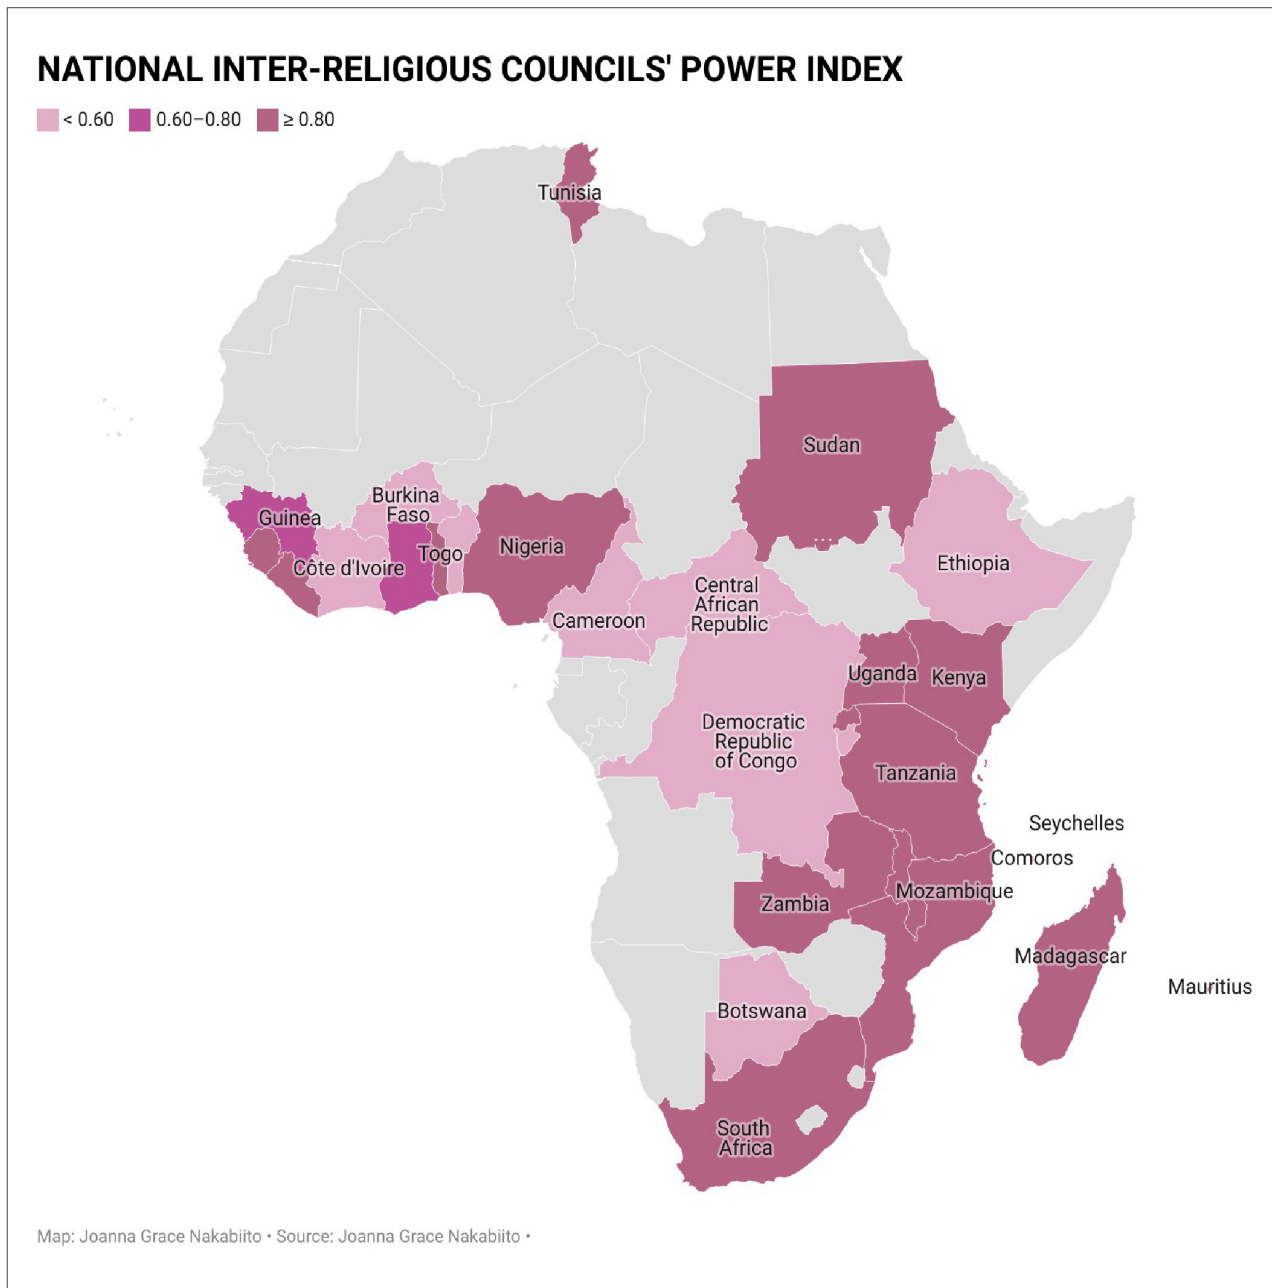 NATIONAL INTER-RELIGIOUS COUNCILS' POWER INDEX
< 0.60 0.60–0.80 ≥ 0.80
Tunisia
Sudan
Burkina
Faso
Guinea
Togo
Nigeria
Côte d'Ivoire
Ethiopia
Central
African
Republic
Cameroon
Uganda
Kenya
Democratic
Republic
of Congo
Tanzania
Seychelles
Comoros
Mozambique
Zambia
Madagascar
Mauritius
Botswana
South
Africa
Map: Joanna Grace Nakabiito • Source: Joanna Grace Nakabiito •